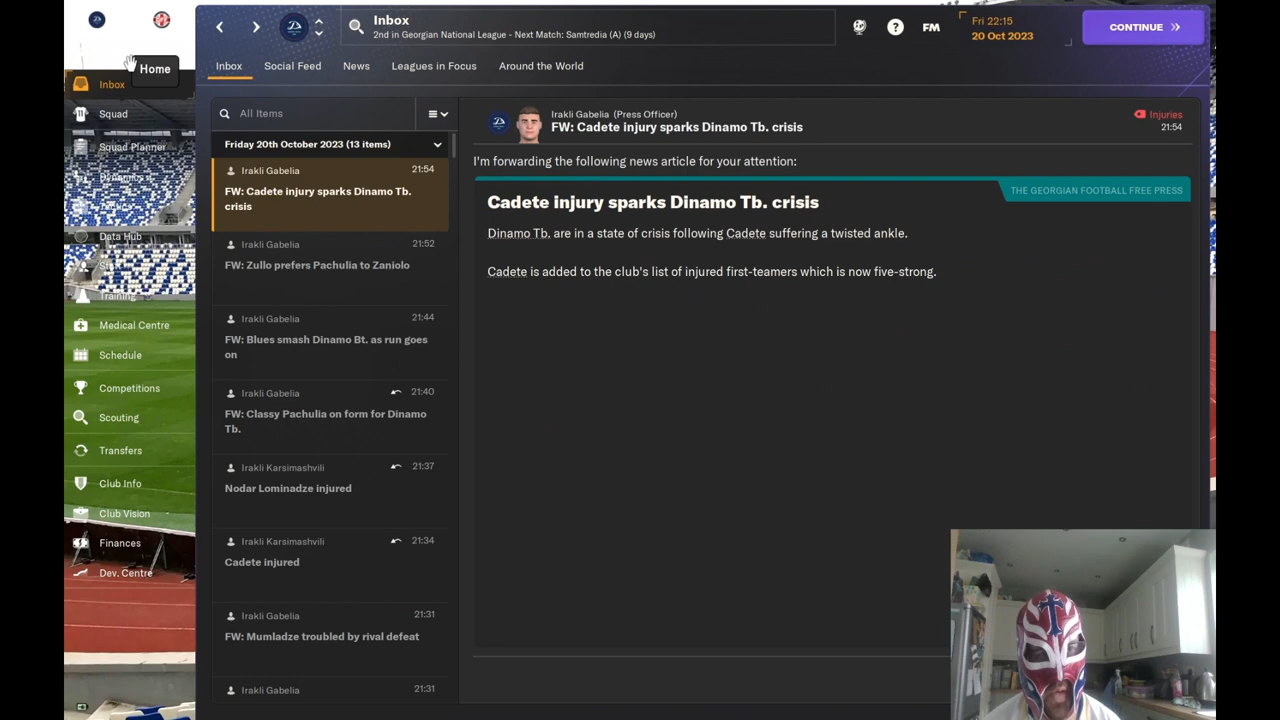 Home
Inbox
Squad
Squad Planner
Dynamics
Tactics
Data Hub
Staff
Training
Medical Centre
Schedule
Competitions
Scouting
Transfers
Club Info
Club Vision
Finances
Dev. Centre
Inbox
2nd in Georgian National League - Next Match: Samtredia (A) (9 days)
?
FM
Fri 22:15
20 Oct 2023
CONTINUE
Inbox
Social Feed
News
Leagues in Focus
Around the World
All Items
Friday 20th October 2023 (13 items)
Irakli Gabelia 21:54
FW: Cadete injury sparks Dinamo Tb.
crisis
Irakli Gabelia 21:52
FW: Zullo prefers Pachulia to Zaniolo
Irakli Gabelia 21:44
FW: Blues smash Dinamo Bt. as run goes
on
Irakli Gabelia 21:40
FW: Classy Pachulia on form for Dinamo
Tb.
Irakli Karsimashvili 21:37
Nodar Lominadze injured
Irakli Karsimashvili 21:34
Cadete injured
Irakli Gabelia 21:31
FW: Mumladze troubled by rival defeat
Irakli Gabelia 21:31
Irakli Gabelia (Press Officer)
FW: Cadete injury sparks Dinamo Tb. crisis
Injuries
21:54
I'm forwarding the following news article for your attention:
THE GEORGIAN FOOTBALL FREE PRESS
Cadete injury sparks Dinamo Tb. crisis
Dinamo Tb. are in a state of crisis following Cadete suffering a twisted ankle.
Cadete is added to the club's list of injured first-teamers which is now five-strong.